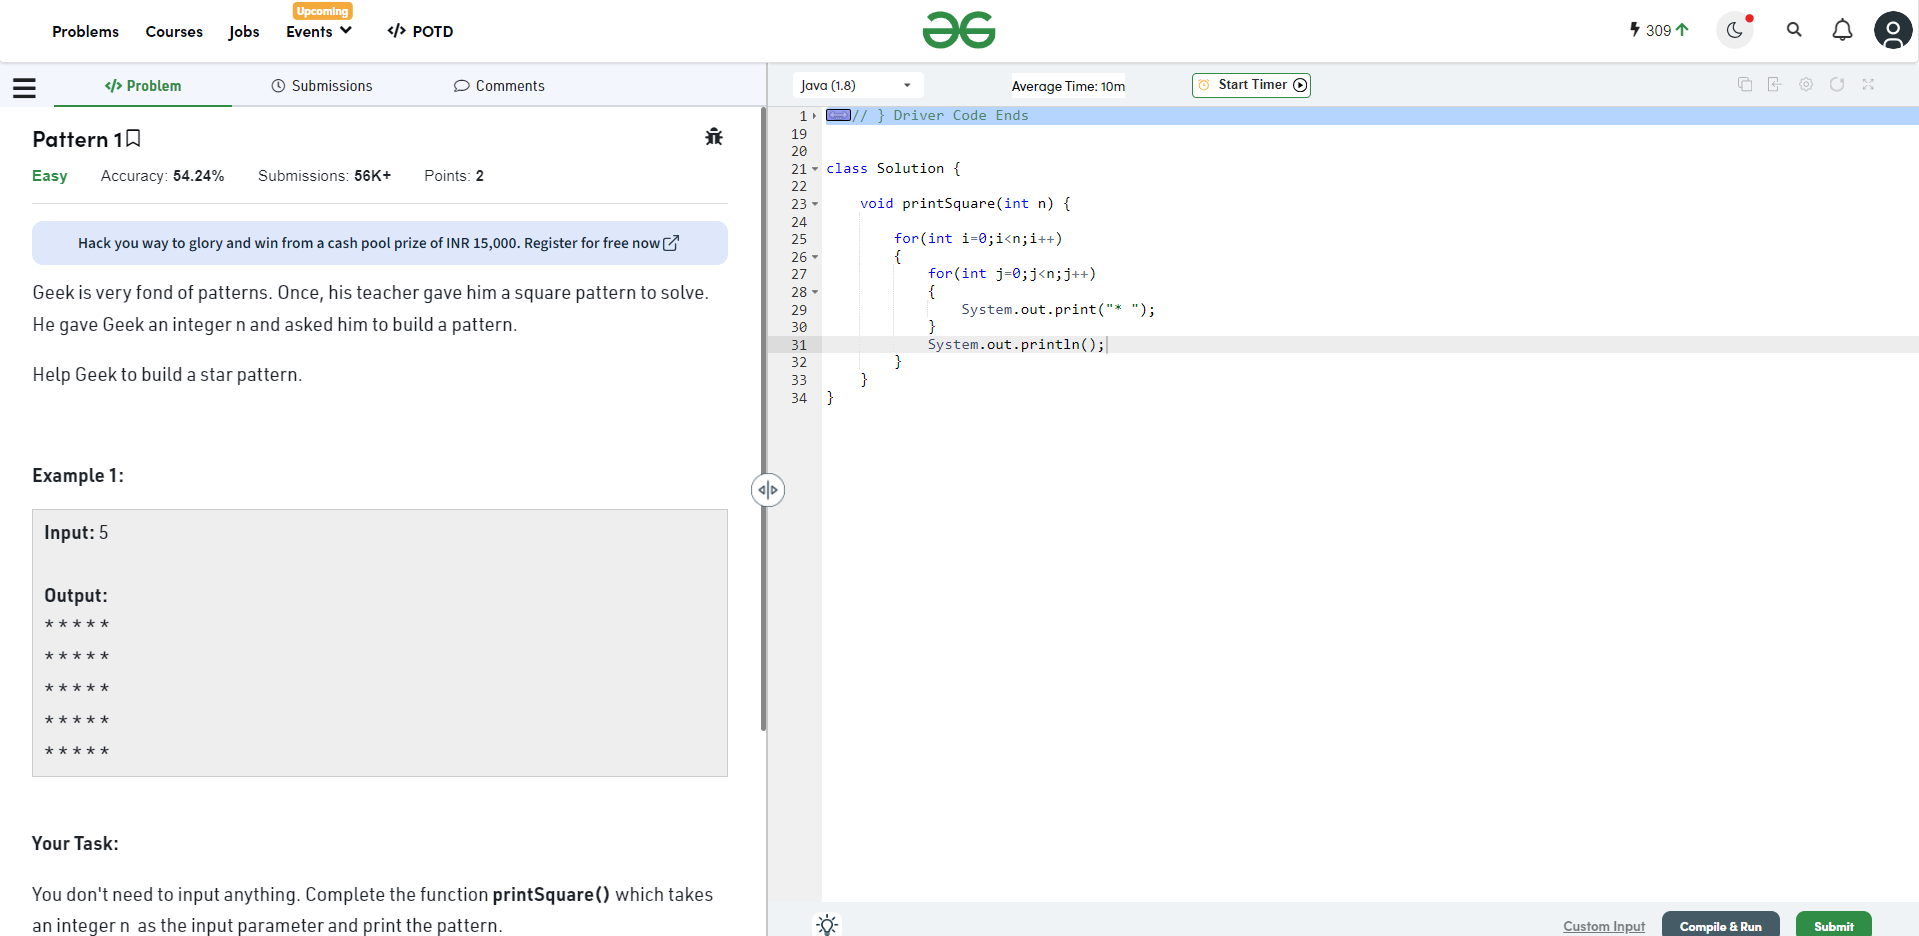 Problems
Courses
Jobs
Upcoming
Events
</> POTD
309
</> Problem
Submissions
Comments
Java (1.8)
Average Time: 10m
Start Timer
Pattern 1
Easy
Accuracy: 54.24%
Submissions: 56K+
Points: 2
Hack you way to glory and win from a cash pool prize of INR 15,000. Register for free now
Geek is very fond of patterns. Once, his teacher gave him a square pattern to solve.
He gave Geek an integer n and asked him to build a pattern.
Help Geek to build a star pattern.
Example 1:
Input: 5
Output:
* * * * *
* * * * *
* * * * *
* * * * *
* * * * *
Your Task:
You don't need to input anything. Complete the function printSquare() which takes
an integer n  as the input parameter and print the pattern.
1 // } Driver Code Ends
19
20
21 class Solution {
22
23     void printSquare(int n) {
24
25         for(int i=0;i<n;i++)
26         {
27             for(int j=0;j<n;j++)
28             {
29                 System.out.print("* ");
30             }
31             System.out.println();
32         }
33     }
34 }
Custom Input
Compile & Run
Submit